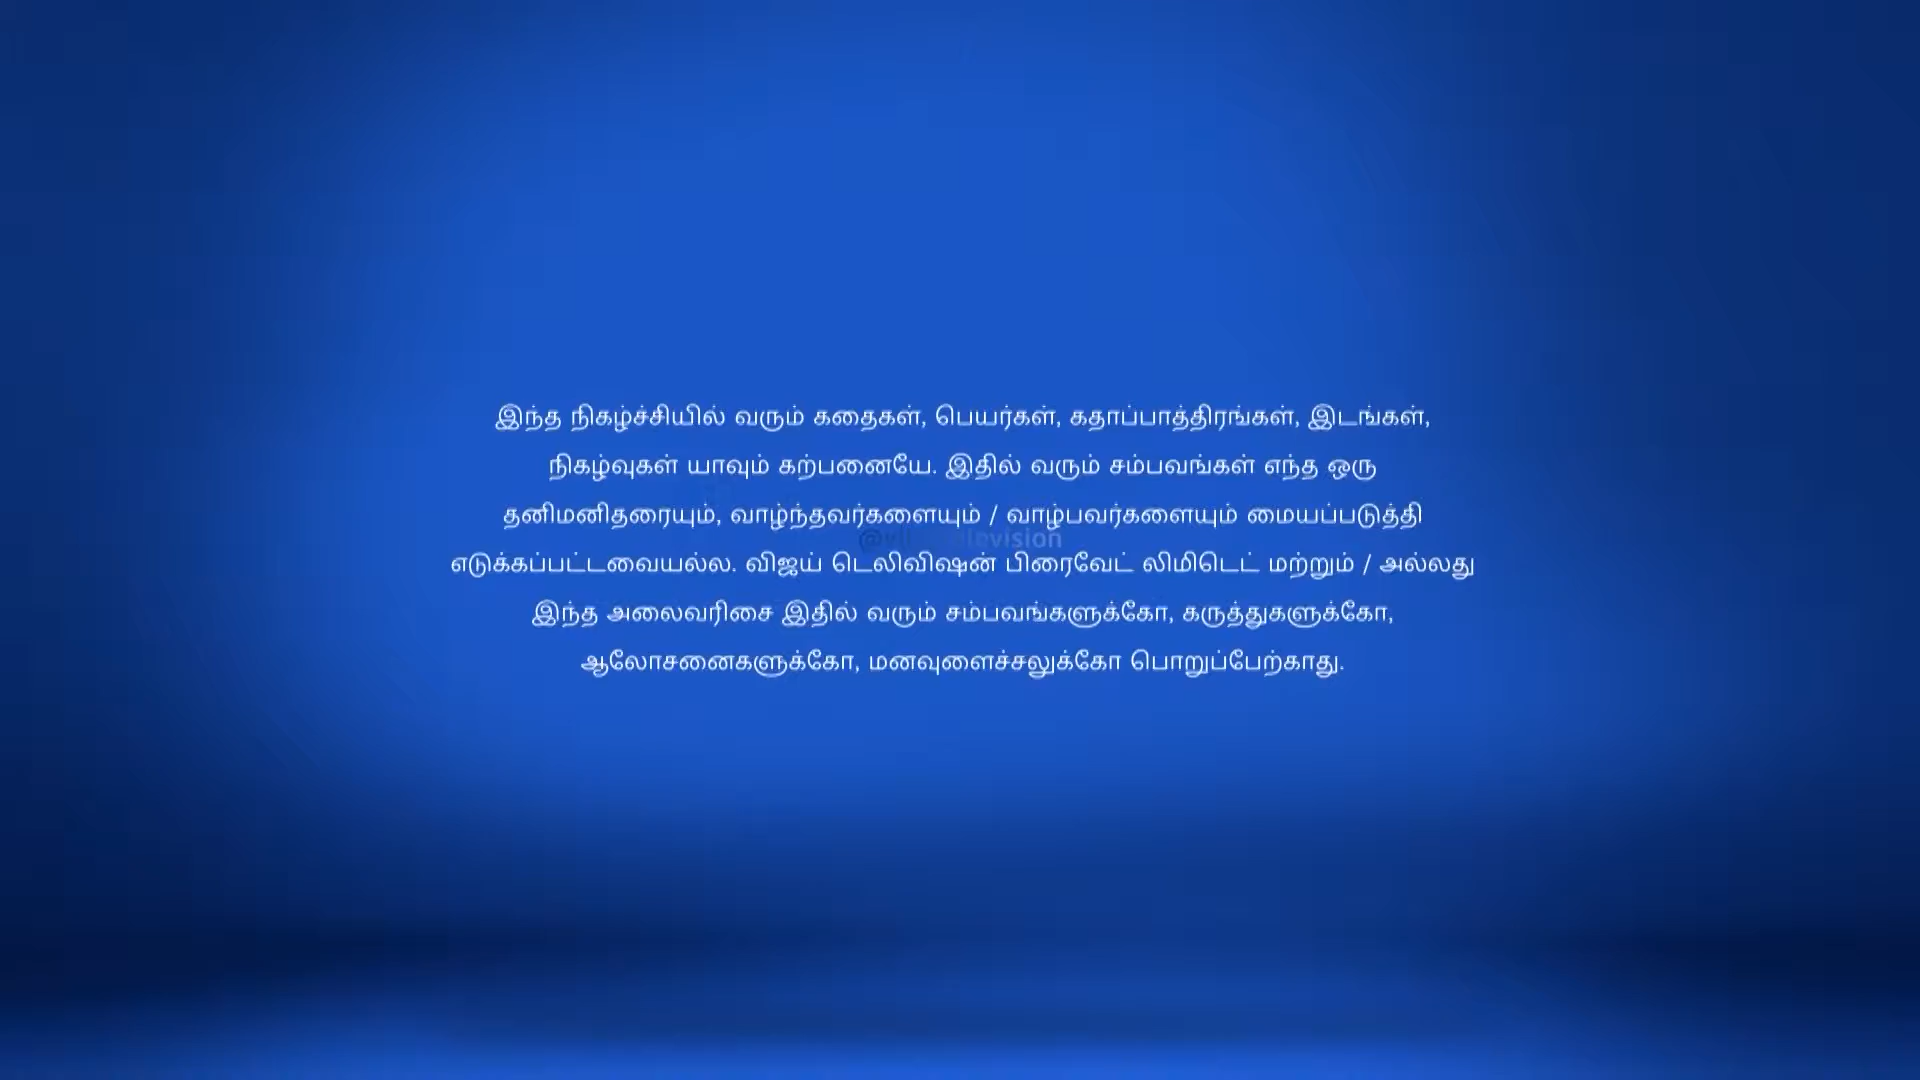 இந்த நிகழ்ச்சியில் வரும் கதைகள், பெயர்கள், கதாப்பாத்திரங்கள், இடங்கள்,
நிகழ்வுகள் யாவும் கற்பனையே. இதில் வரும் சம்பவங்கள் எந்த ஒரு
தனிமனிதரையும், வாழ்ந்தவர்களையும் / வாழ்பவர்களையும் மையப்படுத்தி
எடுக்கப்பட்டவையல்ல. விஜய் டெலிவிஷன் பிரைவேட் லிமிடெட் மற்றும் / அல்லது
இந்த அலைவரிசை இதில் வரும் சம்பவங்களுக்கோ, கருத்துகளுக்கோ,
ஆலோசனைகளுக்கோ, மனவுளைச்சலுக்கோ பொறுப்பேற்காது.